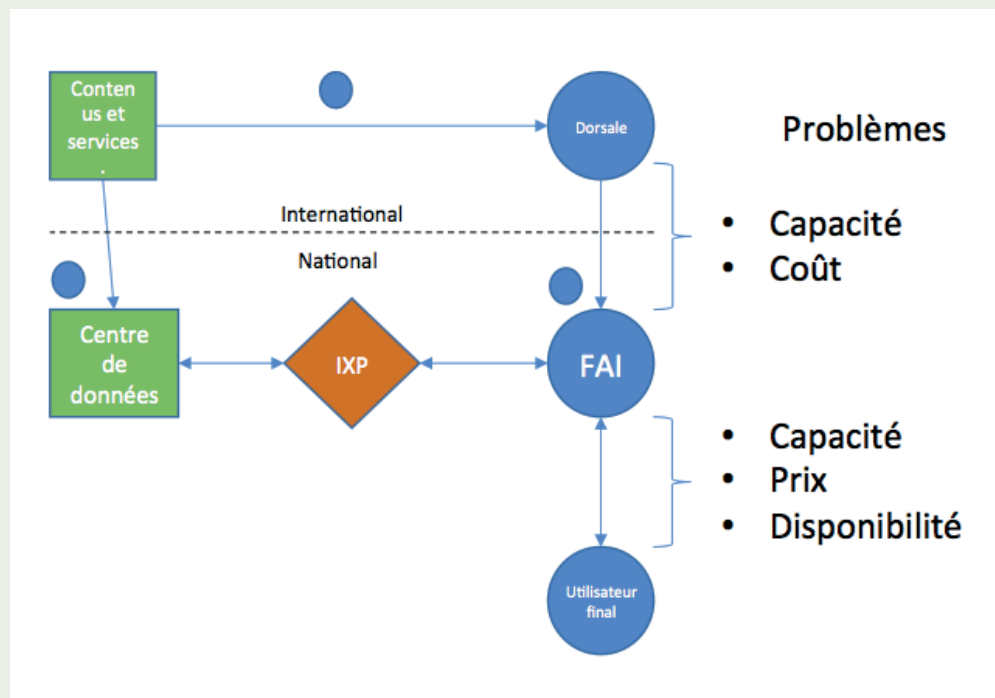 Conten
us et
services
.
Dorsale
Problèmes
International
National
• Capacité
• Coût
Centre
de
données
IXP
FAI
• Capacité
• Prix
• Disponibilité
Utilisateur
final